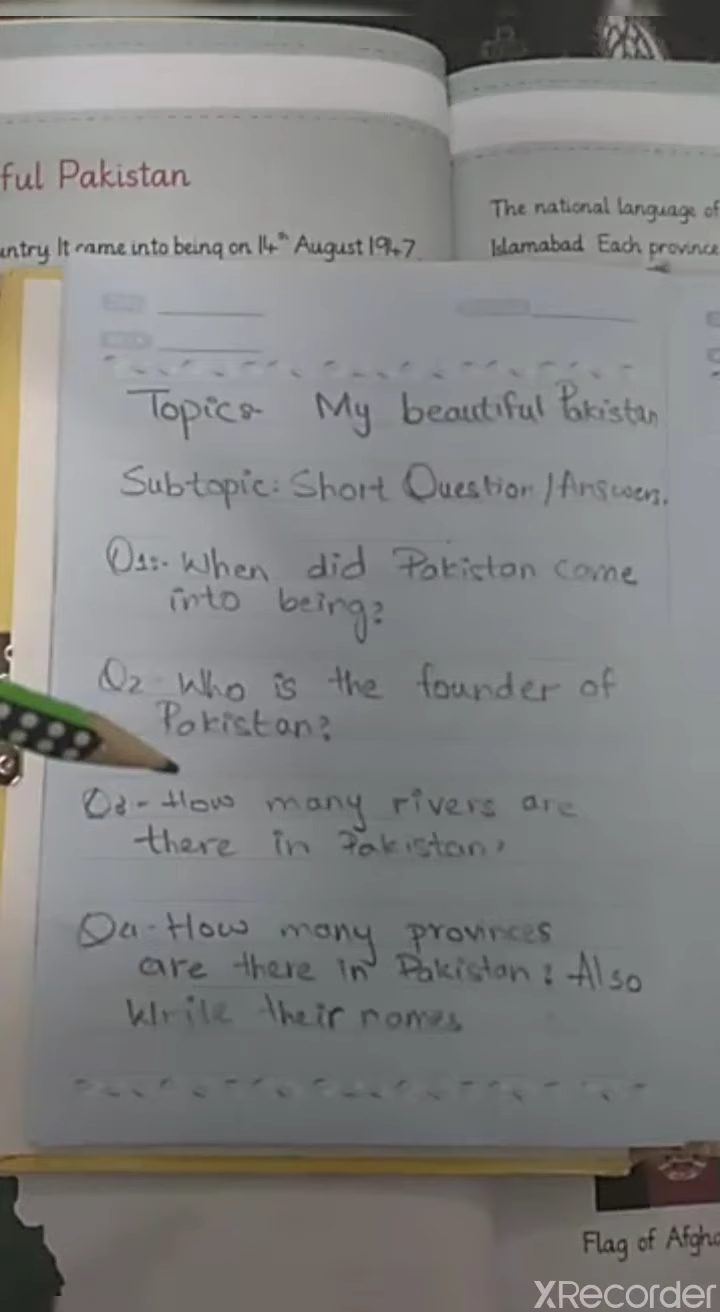 ful Pakistan
untry It came into being on 14th August 1947
The national language of
Islamabad Each province
Topic:- My beautiful Pakistan
Subtopic: Short Question /Answers.
Q1:- When did Pakistan come
into being?
Q2 Who is the founder of
Pakistan?
Q3- How many rivers are
there in Pakistan?
Q4- How many provinces
are there in Pakistan? Also
Write their names
Flag of Afgha
XRecorder